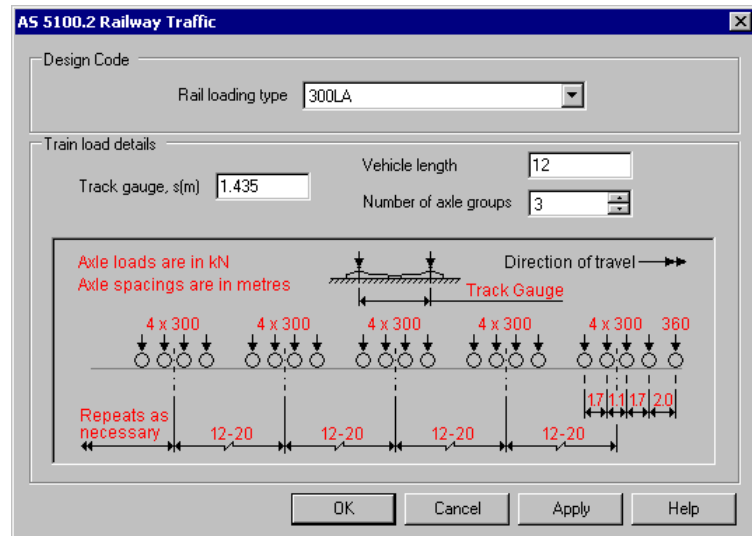 AS 5100.2 Railway Traffic
Design Code
Rail loading type 300LA
Train load details
Track gauge, s(m) 1.435
Vehicle length 12
Number of axle groups 3
Axle loads are in kN
Axle spacings are in metres
Direction of travel
Track Gauge
4 x 300 4 x 300 4 x 300 4 x 300 4 x 300 360
1.7 1.1 1.7 2.0
Repeats as
necessary
12-20 12-20 12-20 12-20
OK Cancel Apply Help